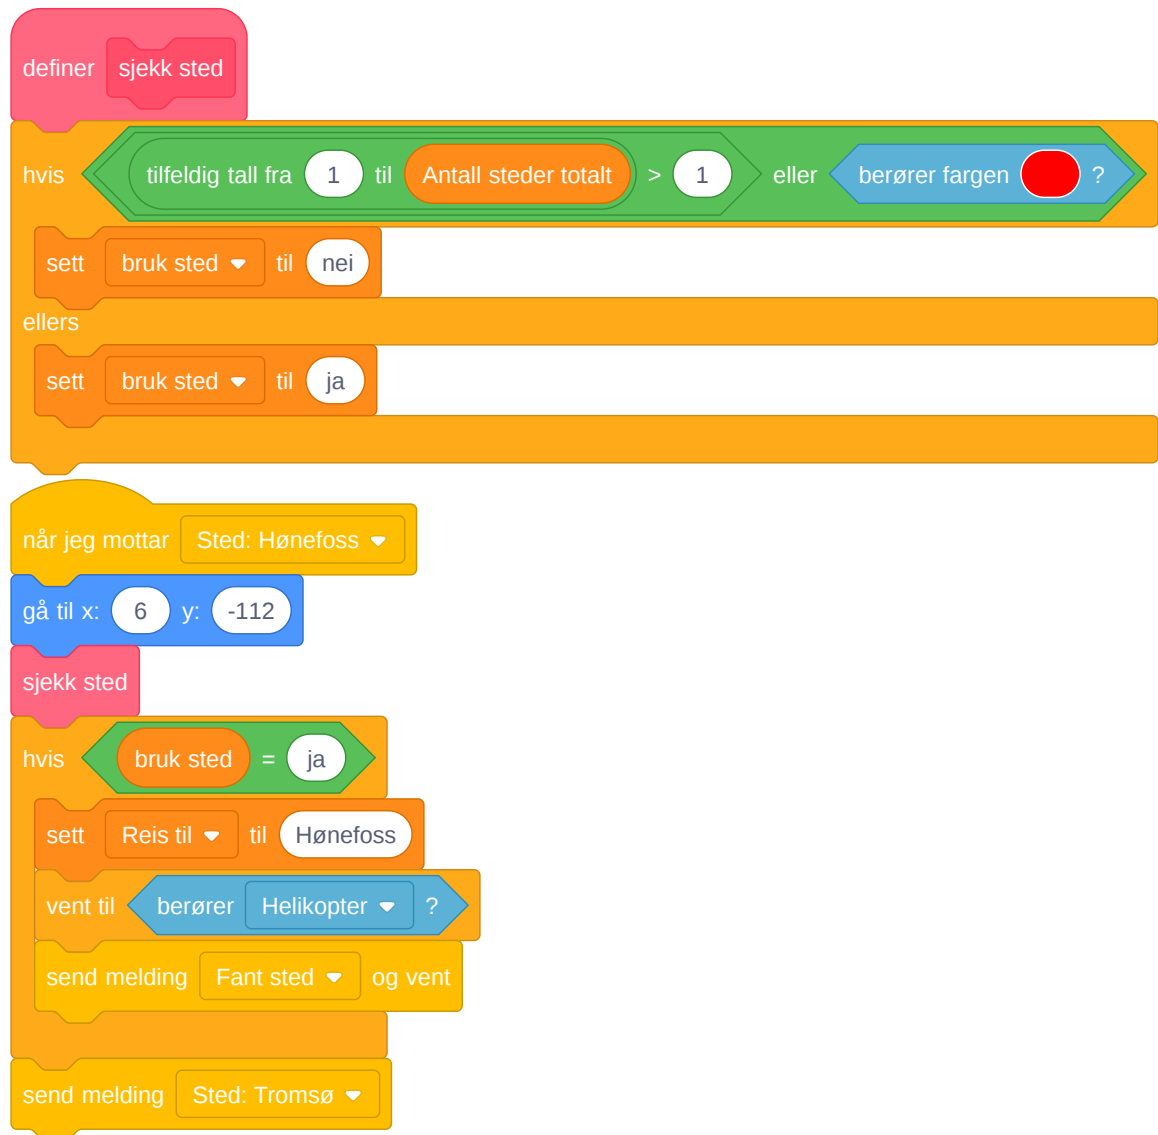 definer sjekk sted
hvis tilfeldig tall fra 1 til Antall steder totalt > 1 eller berører fargen ?
sett bruk sted til nei
ellers
sett bruk sted til ja
når jeg mottar Sted: Hønefoss
gå til x: 6 y: -112
sjekk sted
hvis bruk sted = ja
sett Reis til til Hønefoss
vent til berører Helikopter ?
send melding Fant sted og vent
send melding Sted: Tromsø